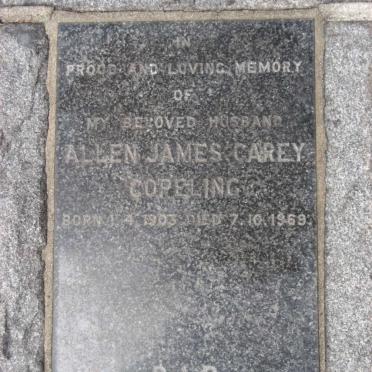 IN
PROUD AND LOVING MEMORY
OF
MY BELOVED HUSBAND
ALLEN JAMES CAREY
COPELING
BORN 1.4.1903 DIED 7.10.1969.